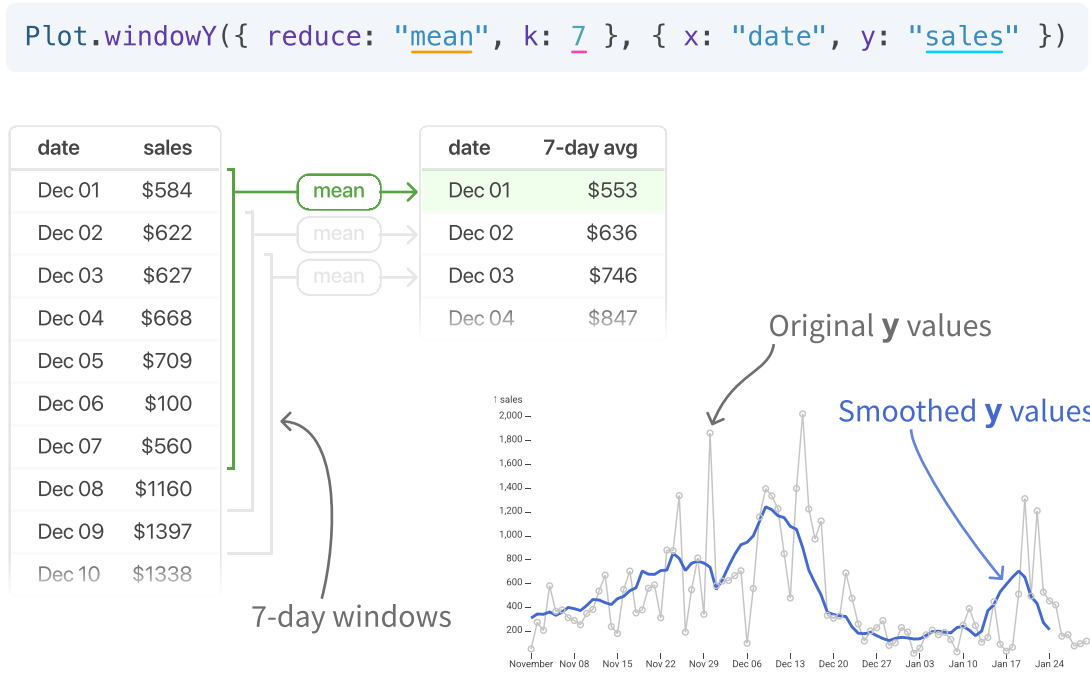 Plot.windowY({ reduce: "mean", k: 7 }, { x: "date", y: "sales" })
date sales
Dec 01 $584
Dec 02 $622
Dec 03 $627
Dec 04 $668
Dec 05 $709
Dec 06 $100
Dec 07 $560
Dec 08 $1160
Dec 09 $1397
Dec 10 $1338
mean
mean
mean
date 7-day avg
Dec 01 $553
Dec 02 $636
Dec 03 $746
Dec 04 $847
7-day windows
Original y values
Smoothed y values
↑ sales
2,000
1,800
1,600
1,400
1,200
1,000
800
600
400
200
November Nov 08 Nov 15 Nov 22 Nov 29 Dec 06 Dec 13 Dec 20 Dec 27 Jan 03 Jan 10 Jan 17 Jan 24